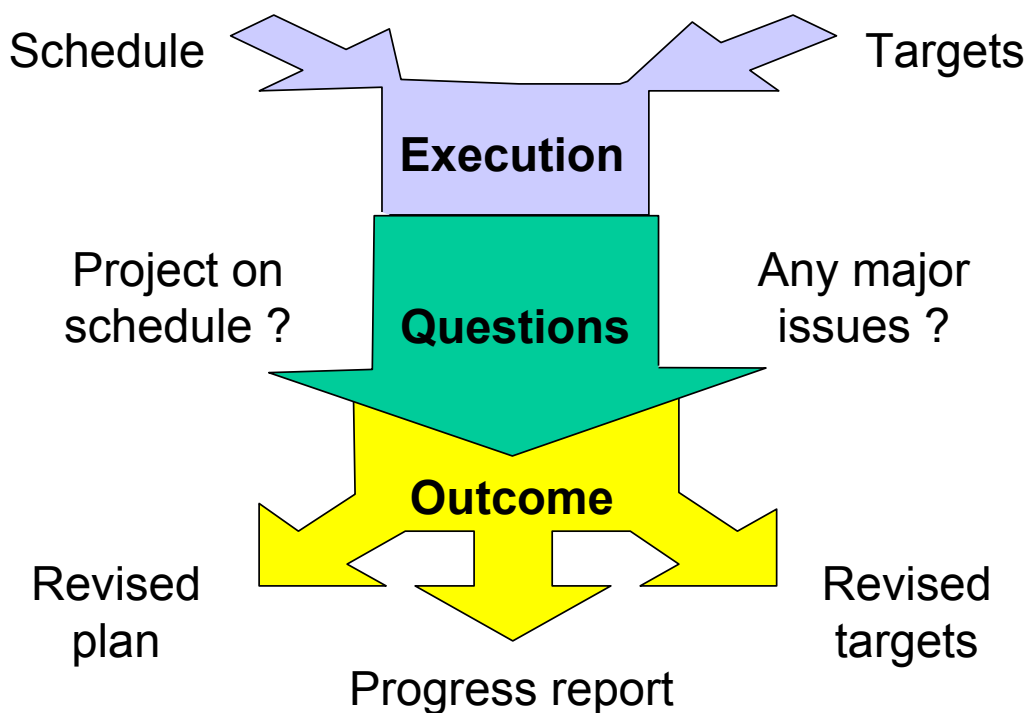 Schedule
Targets
Execution
Project on
schedule ?
Any major
issues ?
Questions
Outcome
Revised
plan
Revised
targets
Progress report